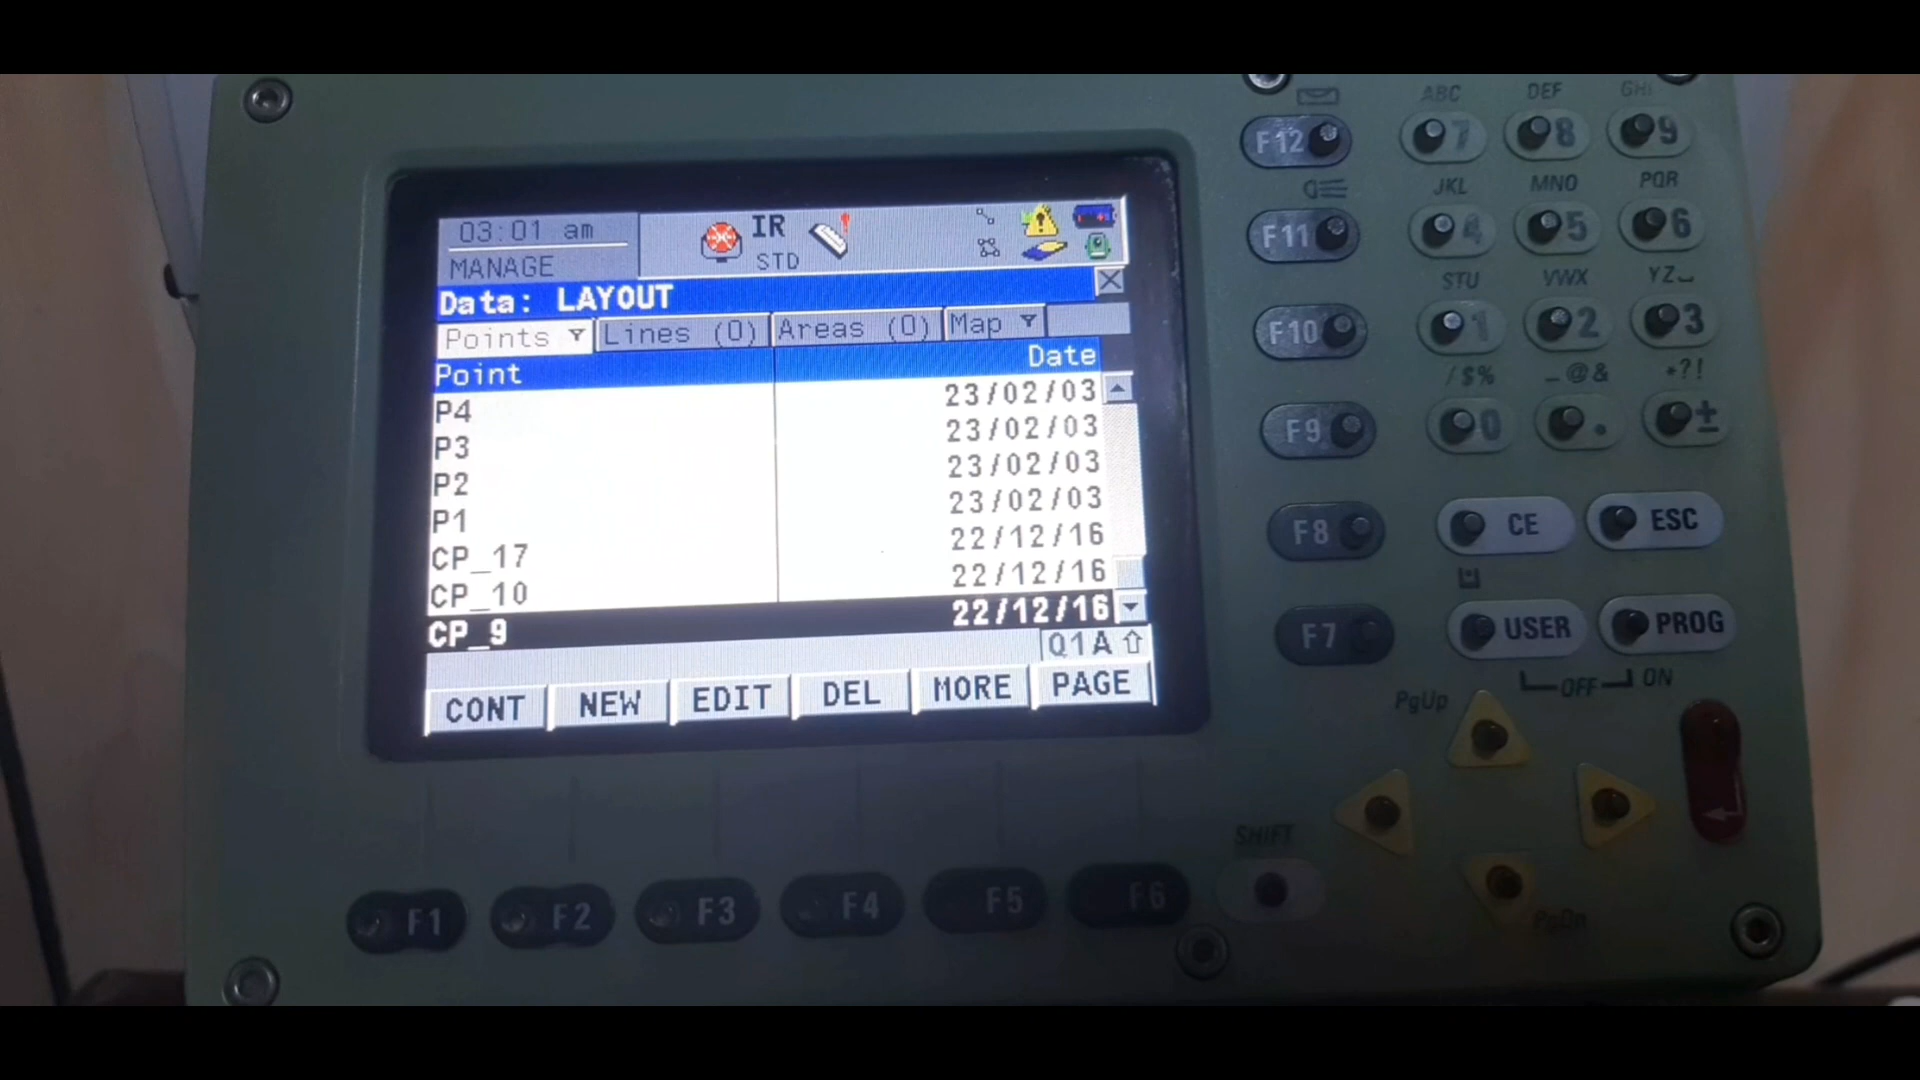 03:01 am
IR
STD
MANAGE
Data: LAYOUT
Points Lines (0) Areas (0) Map
Point Date
P4 23/02/03
P3 23/02/03
P2 23/02/03
P1 23/02/03
CP_17 22/12/16
CP_10 22/12/16
CP_9 22/12/16
Q1A
CONT NEW EDIT DEL MORE PAGE
F1 F2 F3 F4 F5 F6
SHIFT
ABC DEF GHI
F12 7 8 9
JKL MNO PQR
F11 4 5 6
STU VWX YZ
F10 1 2 3
/$% _@& *?!
F9 0 . ±
F8 CE ESC
F7 USER PROG
OFF ON
PgUp
PgDn